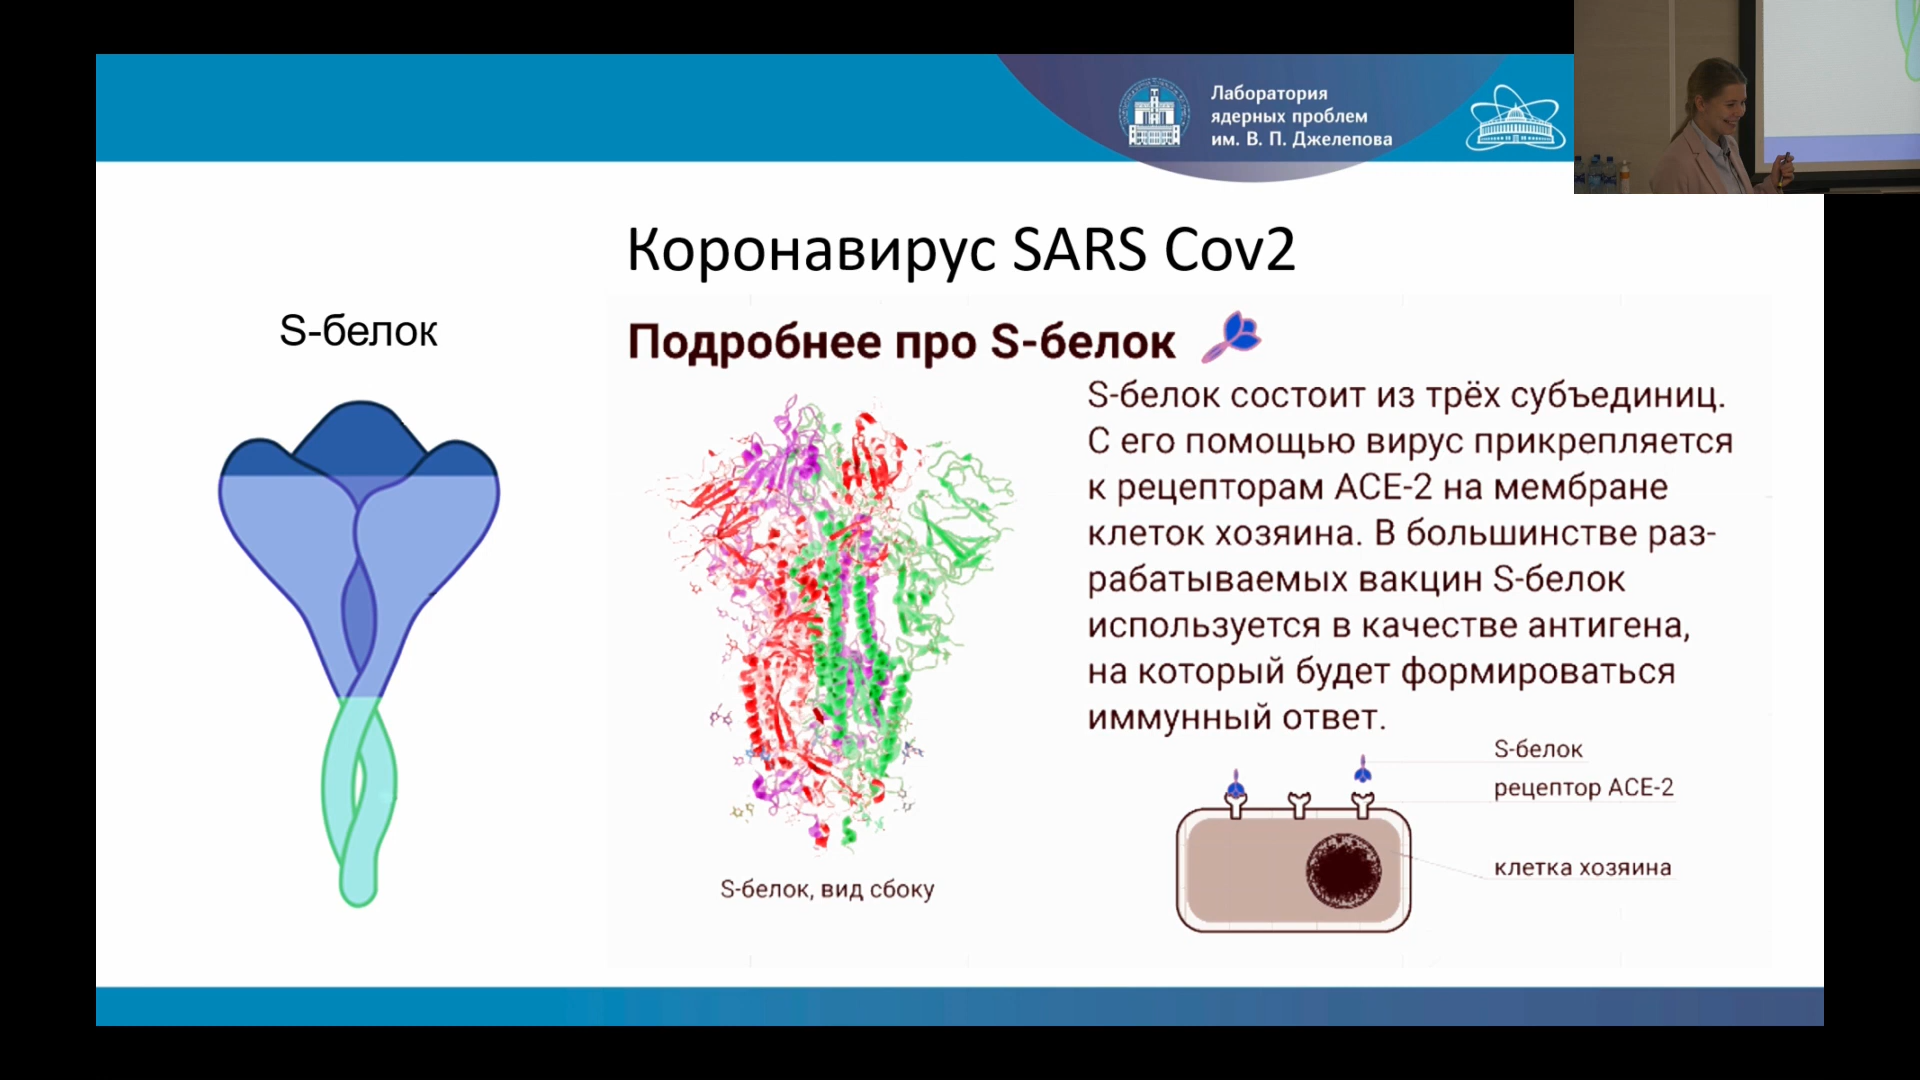 Лаборатория
ядерных проблем
им. В. П. Джелепова
Коронавирус SARS Cov2
S-белок
Подробнее про S-белок
S-белок состоит из трёх субъединиц.
С его помощью вирус прикрепляется
к рецепторам ACE-2 на мембране
клеток хозяина. В большинстве раз-
рабатываемых вакцин S-белок
используется в качестве антигена,
на который будет формироваться
иммунный ответ.
S-белок
рецептор ACE-2
клетка хозяина
S-белок, вид сбоку